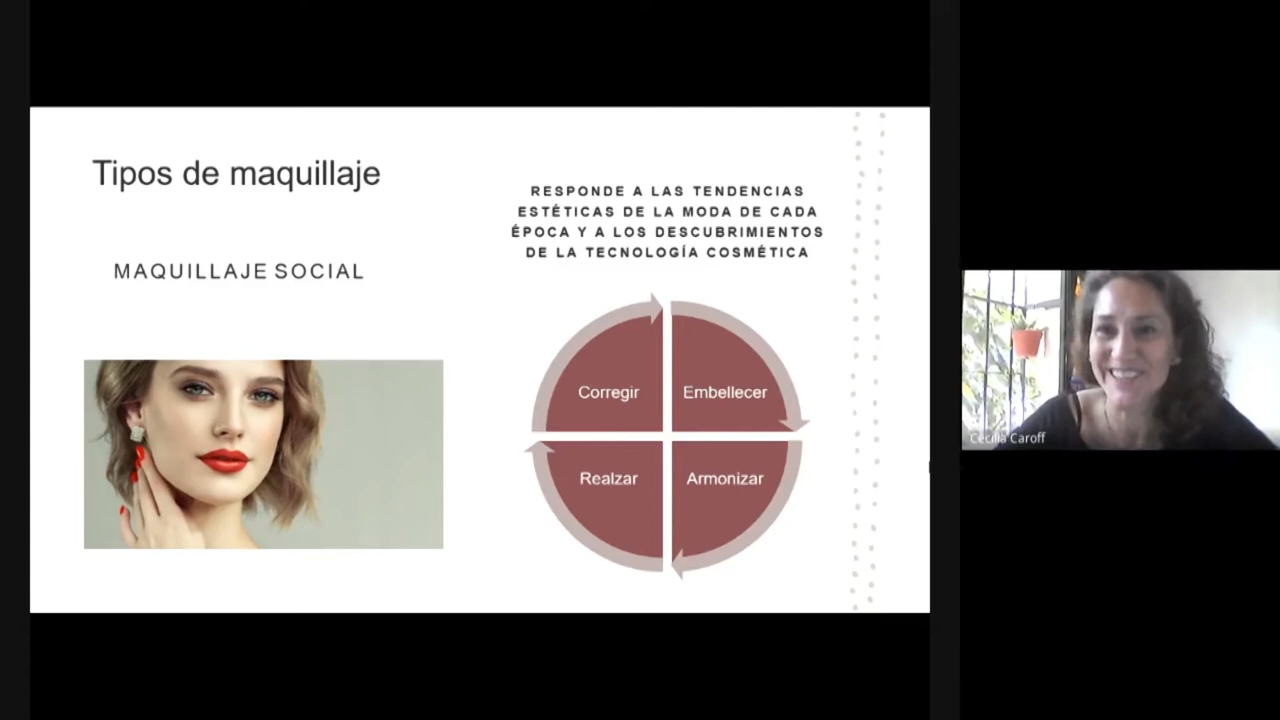 Tipos de maquillaje
MAQUILLAJE SOCIAL
RESPONDE A LAS TENDENCIAS
ESTÉTICAS DE LA MODA DE CADA
ÉPOCA Y A LOS DESCUBRIMIENTOS
DE LA TECNOLOGÍA COSMÉTICA
Corregir
Embellecer
Realzar
Armonizar
Cecilia Caroff